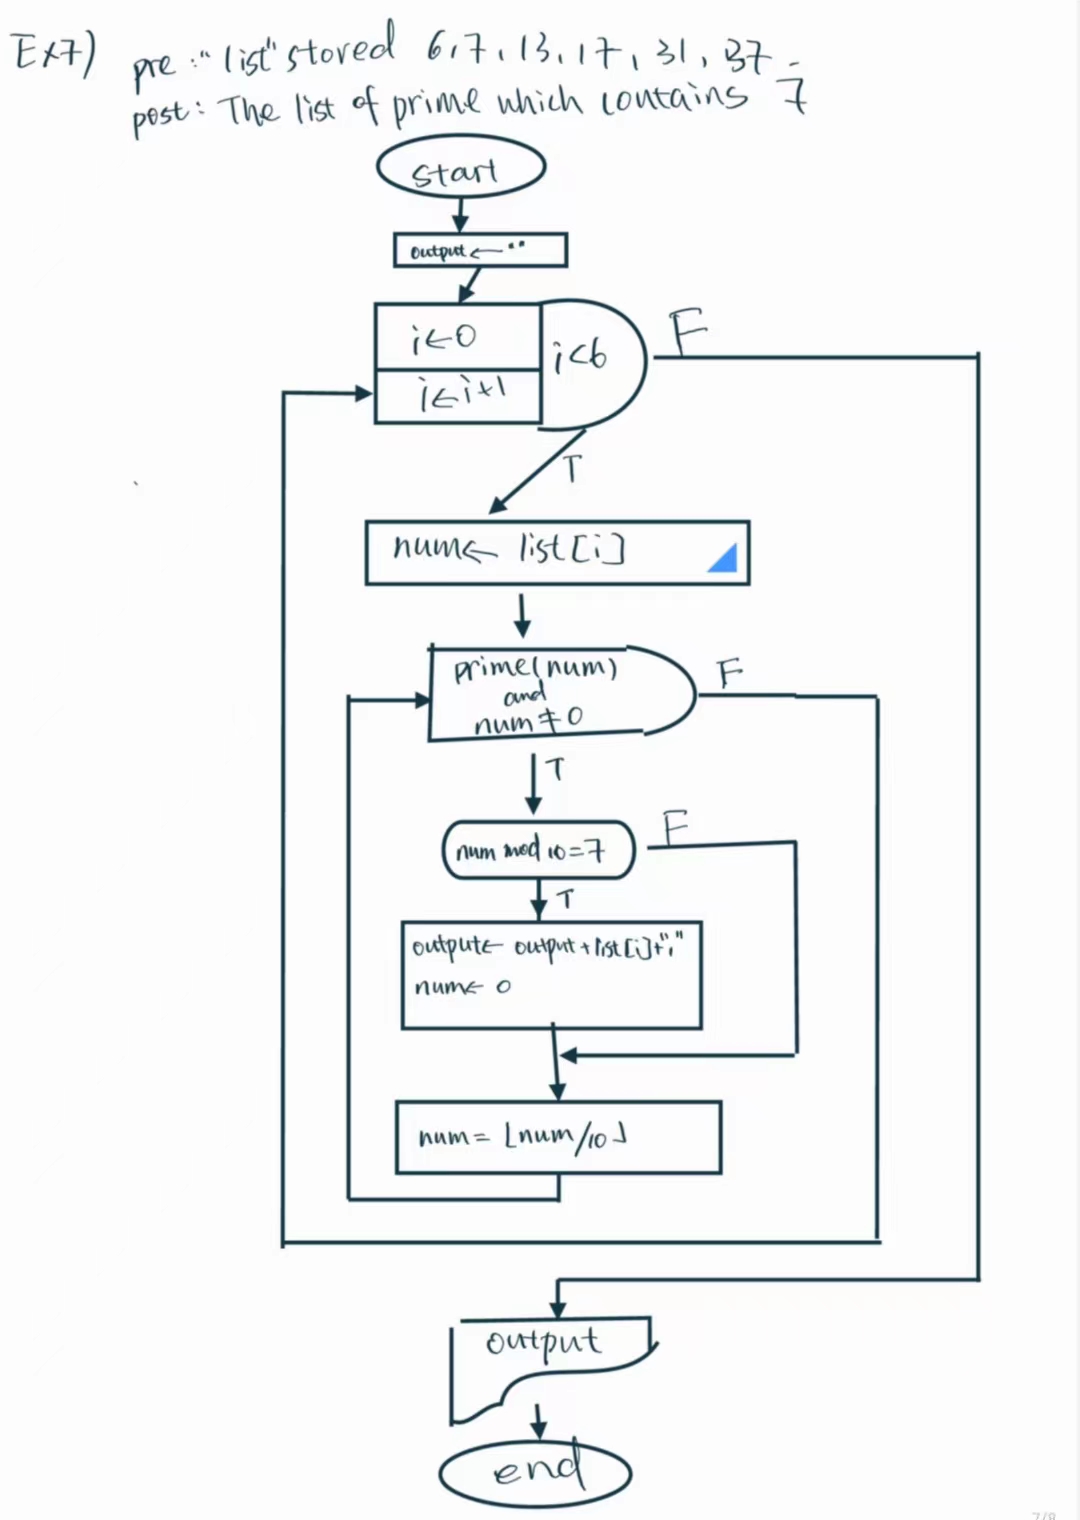 Ex7) pre: "list" stored 6, 7, 13, 17, 31, 37.
post: The list of prime which contains 7
start
output ← ""
i ← 0
i ← i+1
i<6
F
T
num ← list[i]
prime(num)
and
num ≠ 0
F
T
num mod 10=7
F
T
output ← output + list[i]+","
num ← 0
num = ⌊num/10⌋
output
end
7/8